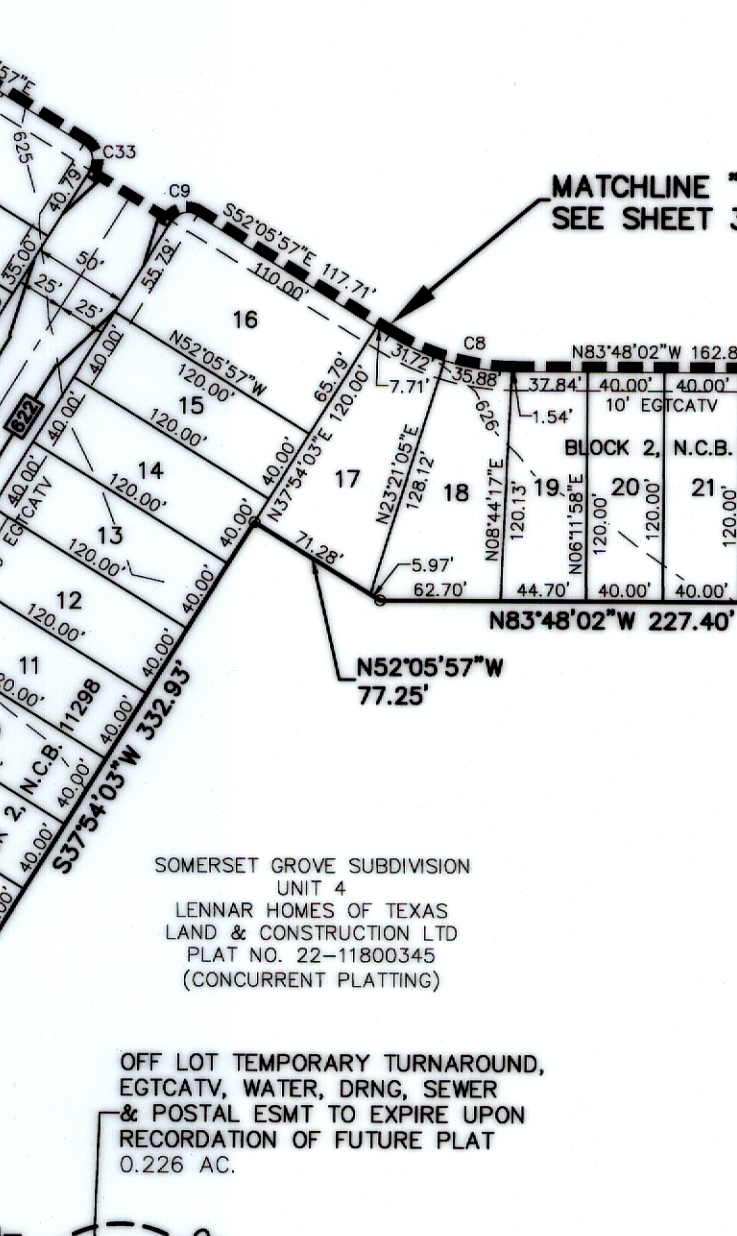 57"E
C33
625
40.79'
C9
S52°05'57"E 117.71'
MATCHLINE "
SEE SHEET 3
50'
35.00'
25'
25'
55.79'
110.00'
16
C8
N83°48'02"W 162.8
31.72'
35.88'
37.84'
40.00'
40.00'
7.71'
1.54'
10' EGTCATV
626
N52°05'57"W
120.00'
65.79'
120.00'
N37°54'03"E
40.00'
15
120.00'
40.00'
622
40.00'
EGTCATV
14
120.00'
40.00'
40.00'
17
N23°21'05"E
128.12'
18
N08°44'17"E
120.13'
BLOCK 2, N.C.B.
19
N06°11'58"E
120.00'
20
120.00'
21
120.00'
13
120.00'
40.00'
71.28'
5.97'
62.70'
44.70'
40.00'
40.00'
N83°48'02"W 227.40'
12
120.00'
40.00'
N52°05'57"W
77.25'
11
20.00'
40.00'
S37°54'03"W 332.93'
K 2, N.C.B. 11298
40.00'
40.00'
.00'
SOMERSET GROVE SUBDIVISION
UNIT 4
LENNAR HOMES OF TEXAS
LAND & CONSTRUCTION LTD
PLAT NO. 22-11800345
(CONCURRENT PLATTING)
OFF LOT TEMPORARY TURNAROUND,
EGTCATV, WATER, DRNG, SEWER
& POSTAL ESMT TO EXPIRE UPON
RECORDATION OF FUTURE PLAT
0.226 AC.